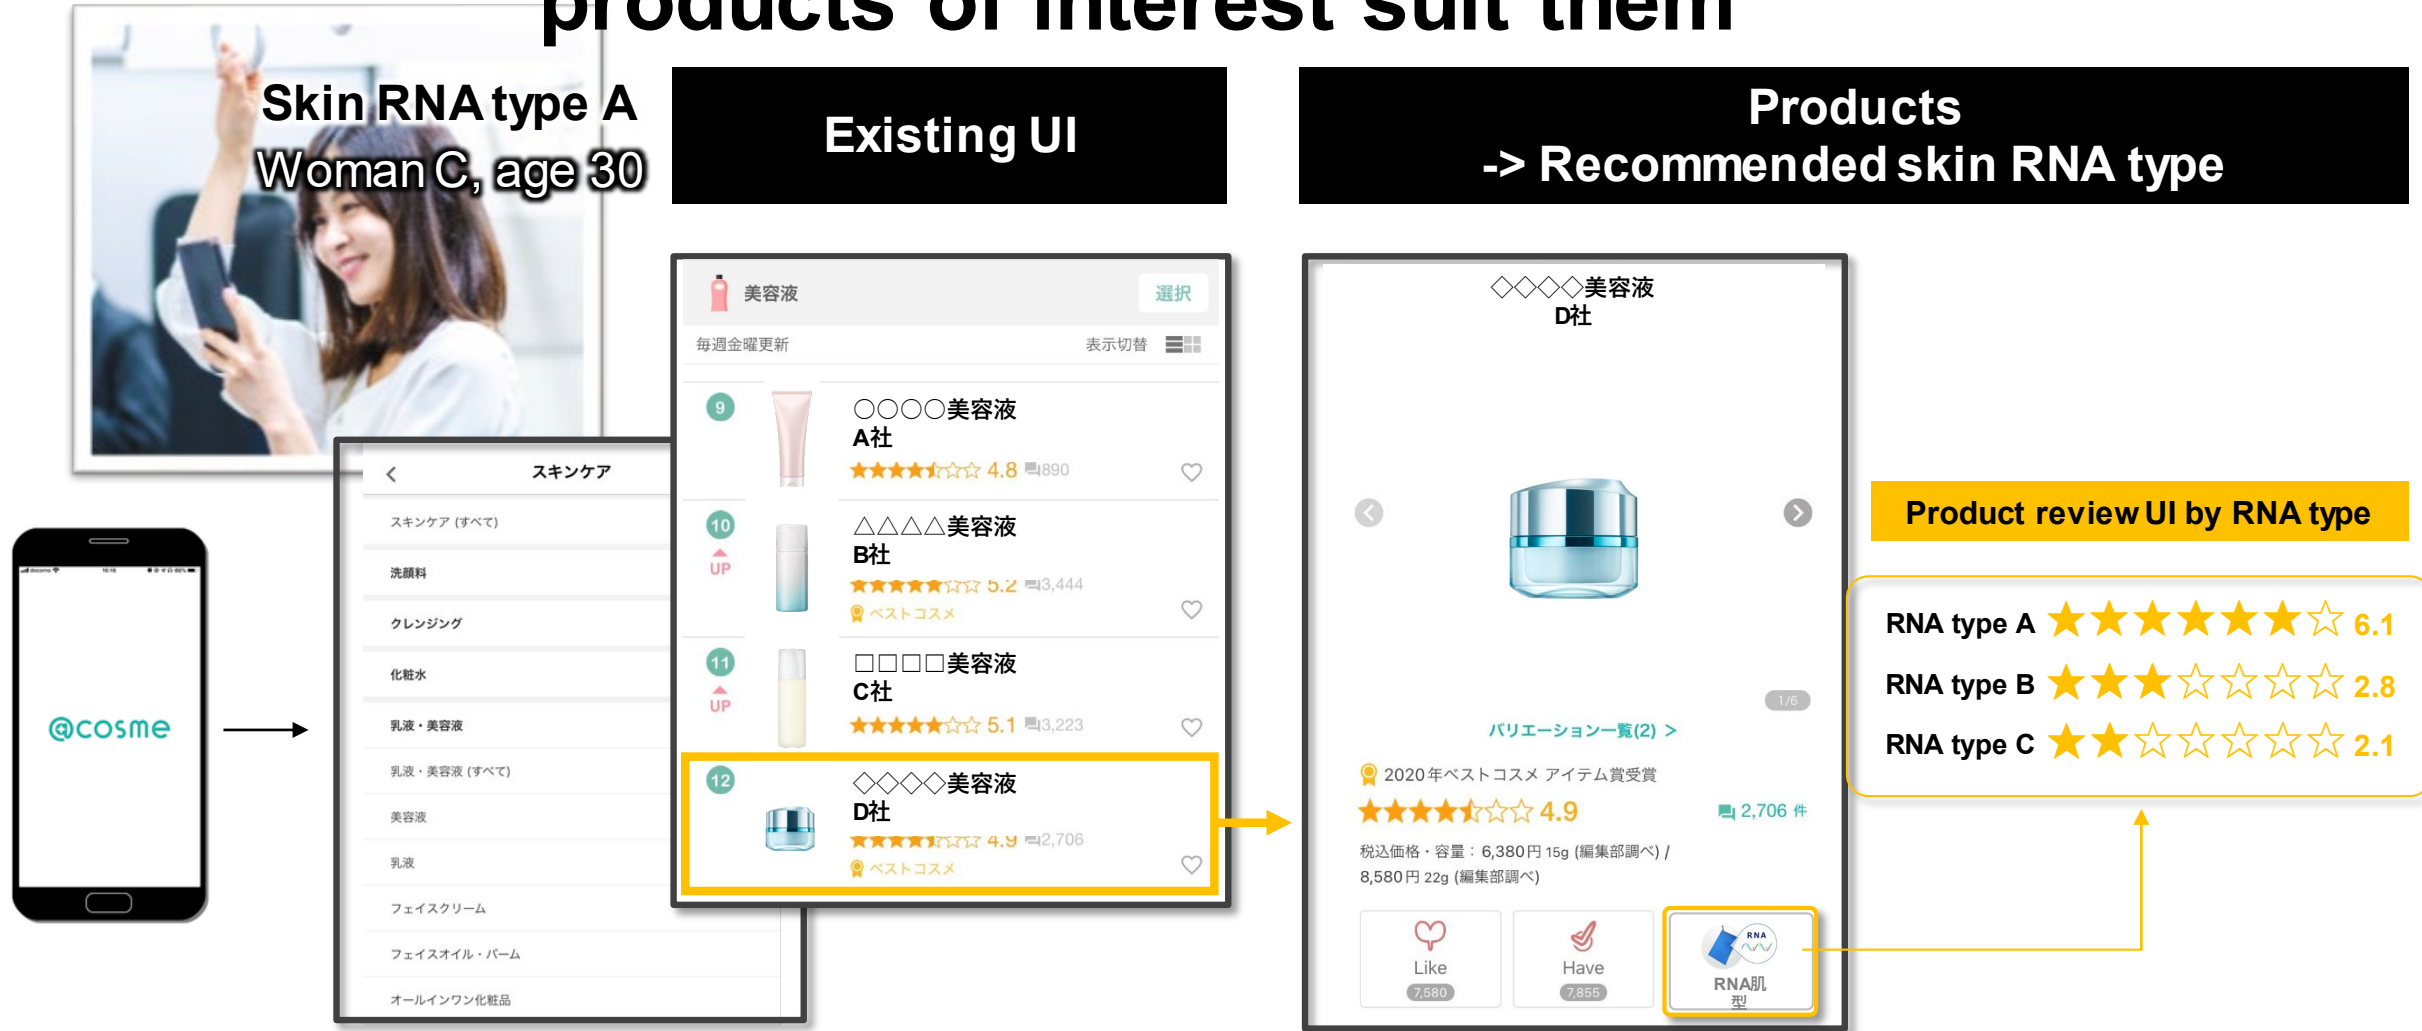 products of interest suit them
Skin RNA type A
Woman C, age 30
Existing UI
Products
-> Recommended skin RNA type
@cosme
スキンケア
スキンケア (すべて)
洗顔料
クレンジング
化粧水
乳液・美容液
乳液・美容液 (すべて)
美容液
乳液
フェイスクリーム
フェイスオイル・バーム
オールインワン化粧品
美容液
選択
毎週金曜更新
表示切替
9
〇〇〇〇美容液
A社
★★★★☆☆ 4.8 890
10
UP
△△△△美容液
B社
★★★★★☆☆ 5.2 3,444
ベストコスメ
11
UP
□□□□美容液
C社
★★★★★☆☆ 5.1 3,223
12
◇◇◇◇美容液
D社
★★★★☆☆ 4.9 2,706
ベストコスメ
◇◇◇◇美容液
D社
1/6
バリエーション一覧(2) >
2020年ベストコスメ アイテム賞受賞
★★★★☆☆ 4.9 2,706 件
税込価格・容量：6,380円 15g (編集部調べ) /
8,580円 22g (編集部調べ)
Like
7,580
Have
7,855
RNA
RNA肌
型
Product review UI by RNA type
RNA type A ★★★★★★☆ 6.1
RNA type B ★★★☆☆☆☆ 2.8
RNA type C ★★☆☆☆☆☆ 2.1